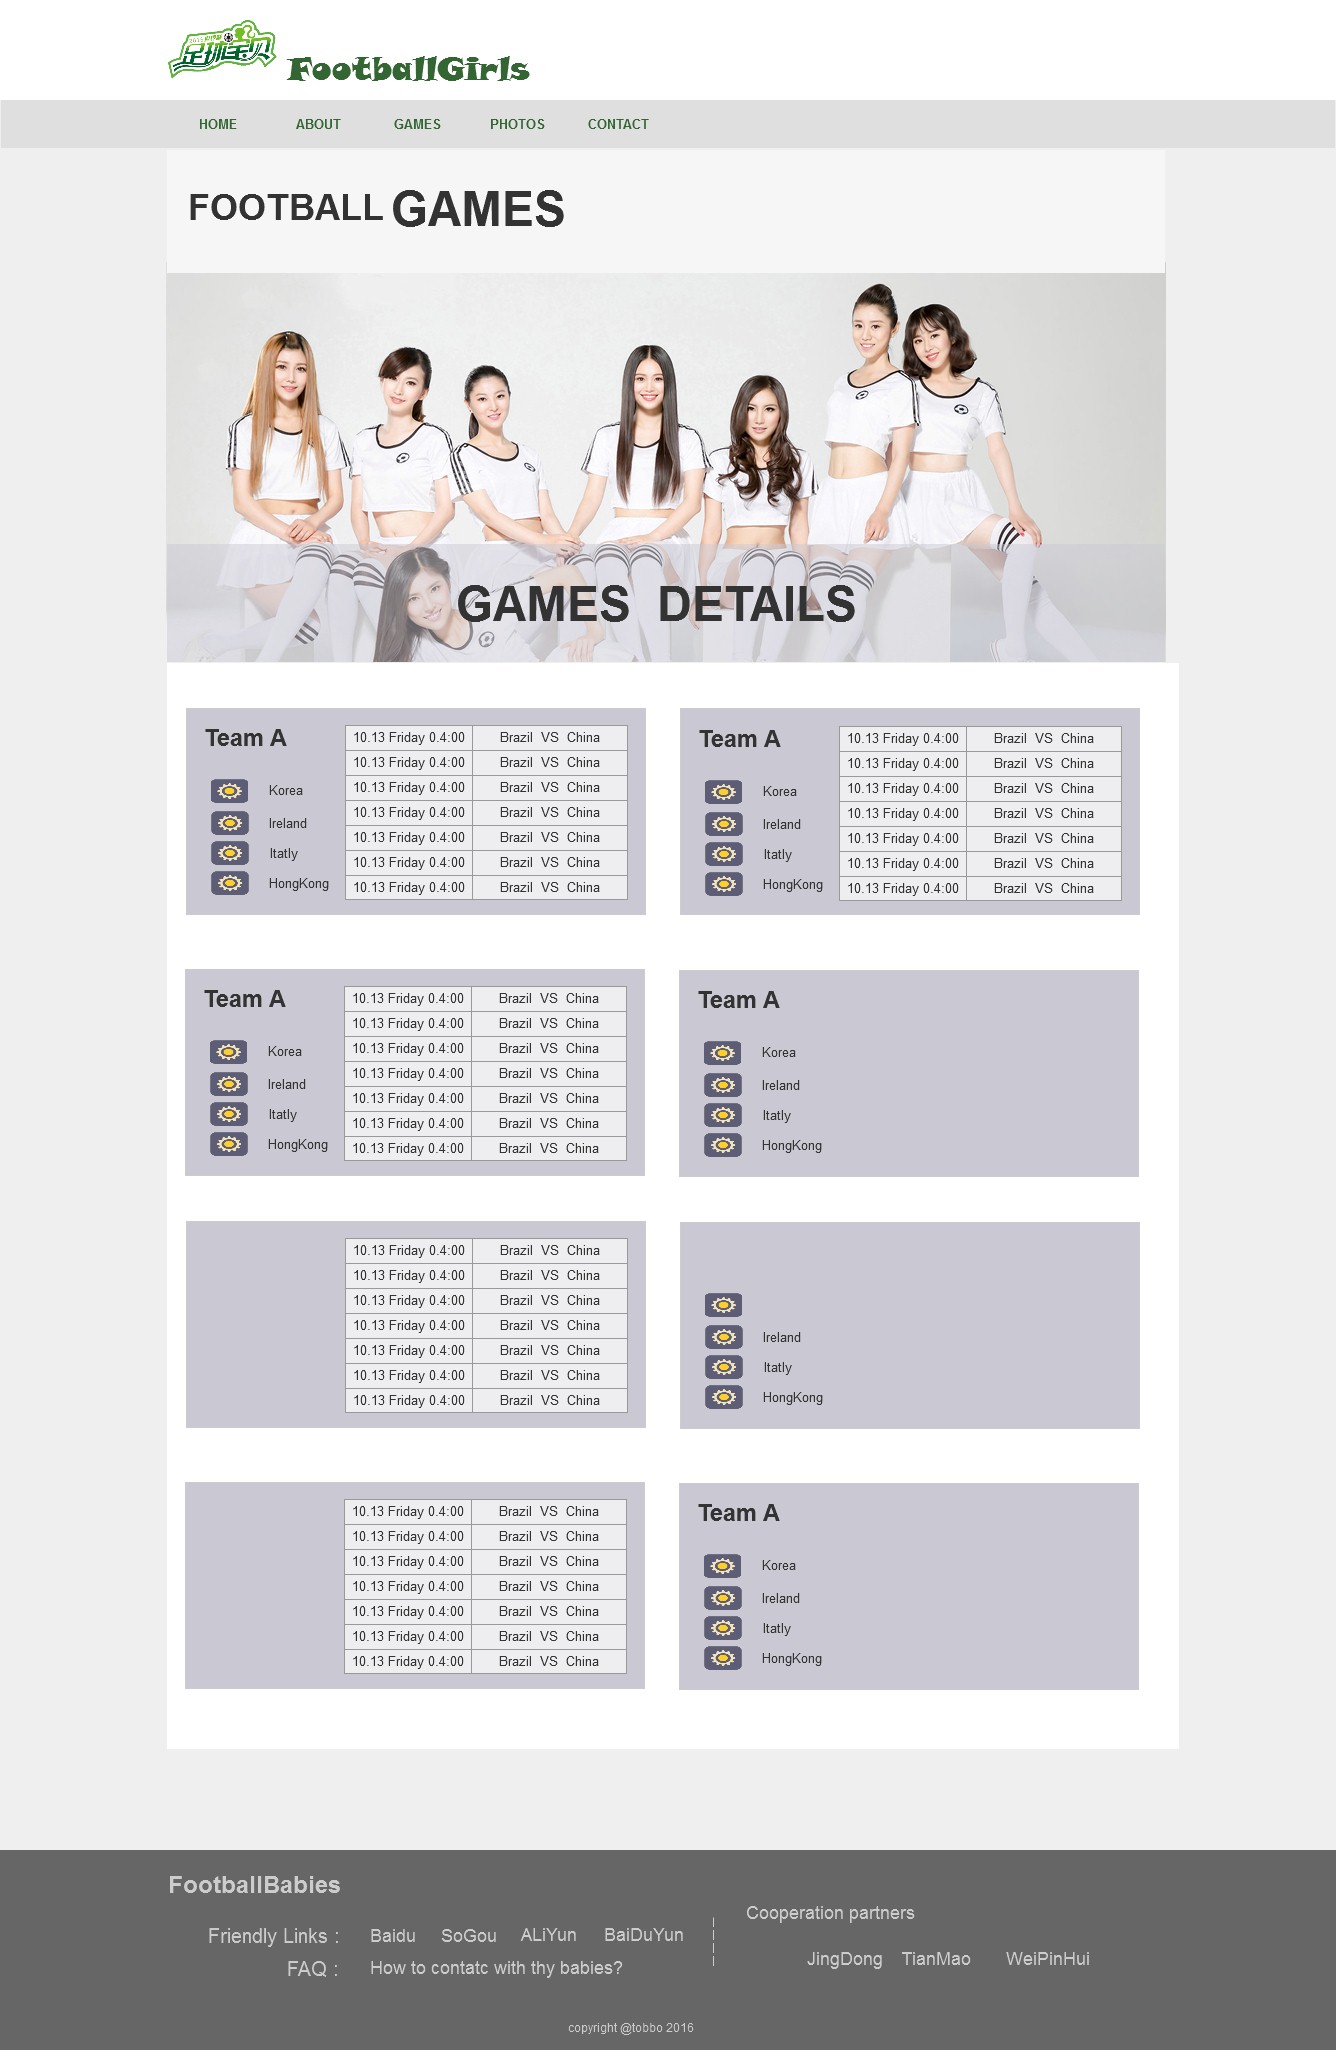 足球宝贝 FootballGirls
HOME ABOUT GAMES PHOTOS CONTACT
FOOTBALL GAMES
GAMES DETAILS
Team A
Korea
Ireland
Itatly
HongKong
10.13 Friday 0.4:00 Brazil VS China
10.13 Friday 0.4:00 Brazil VS China
10.13 Friday 0.4:00 Brazil VS China
10.13 Friday 0.4:00 Brazil VS China
10.13 Friday 0.4:00 Brazil VS China
10.13 Friday 0.4:00 Brazil VS China
10.13 Friday 0.4:00 Brazil VS China
Team A
Korea
Ireland
Itatly
HongKong
10.13 Friday 0.4:00 Brazil VS China
10.13 Friday 0.4:00 Brazil VS China
10.13 Friday 0.4:00 Brazil VS China
10.13 Friday 0.4:00 Brazil VS China
10.13 Friday 0.4:00 Brazil VS China
10.13 Friday 0.4:00 Brazil VS China
10.13 Friday 0.4:00 Brazil VS China
Team A
Korea
Ireland
Itatly
HongKong
10.13 Friday 0.4:00 Brazil VS China
10.13 Friday 0.4:00 Brazil VS China
10.13 Friday 0.4:00 Brazil VS China
10.13 Friday 0.4:00 Brazil VS China
10.13 Friday 0.4:00 Brazil VS China
10.13 Friday 0.4:00 Brazil VS China
10.13 Friday 0.4:00 Brazil VS China
Team A
Korea
Ireland
Itatly
HongKong
10.13 Friday 0.4:00 Brazil VS China
10.13 Friday 0.4:00 Brazil VS China
10.13 Friday 0.4:00 Brazil VS China
10.13 Friday 0.4:00 Brazil VS China
10.13 Friday 0.4:00 Brazil VS China
10.13 Friday 0.4:00 Brazil VS China
10.13 Friday 0.4:00 Brazil VS China
Ireland
Itatly
HongKong
10.13 Friday 0.4:00 Brazil VS China
10.13 Friday 0.4:00 Brazil VS China
10.13 Friday 0.4:00 Brazil VS China
10.13 Friday 0.4:00 Brazil VS China
10.13 Friday 0.4:00 Brazil VS China
10.13 Friday 0.4:00 Brazil VS China
10.13 Friday 0.4:00 Brazil VS China
Team A
Korea
Ireland
Itatly
HongKong
FootballBabies
Friendly Links : Baidu SoGou ALiYun BaiDuYun
FAQ : How to contatc with thy babies?
Cooperation partners
JingDong TianMao WeiPinHui
copyright @tobbo 2016